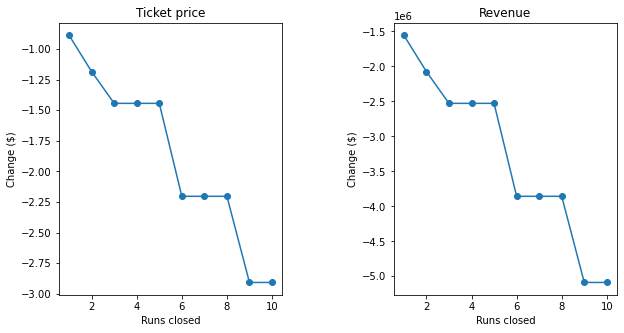 Ticket price
Change ($)
−1.00
−1.25
−1.50
−1.75
−2.00
−2.25
−2.50
−2.75
−3.00
2 4 6 8 10
Runs closed
Revenue
1e6
Change ($)
−1.5
−2.0
−2.5
−3.0
−3.5
−4.0
−4.5
−5.0
2 4 6 8 10
Runs closed